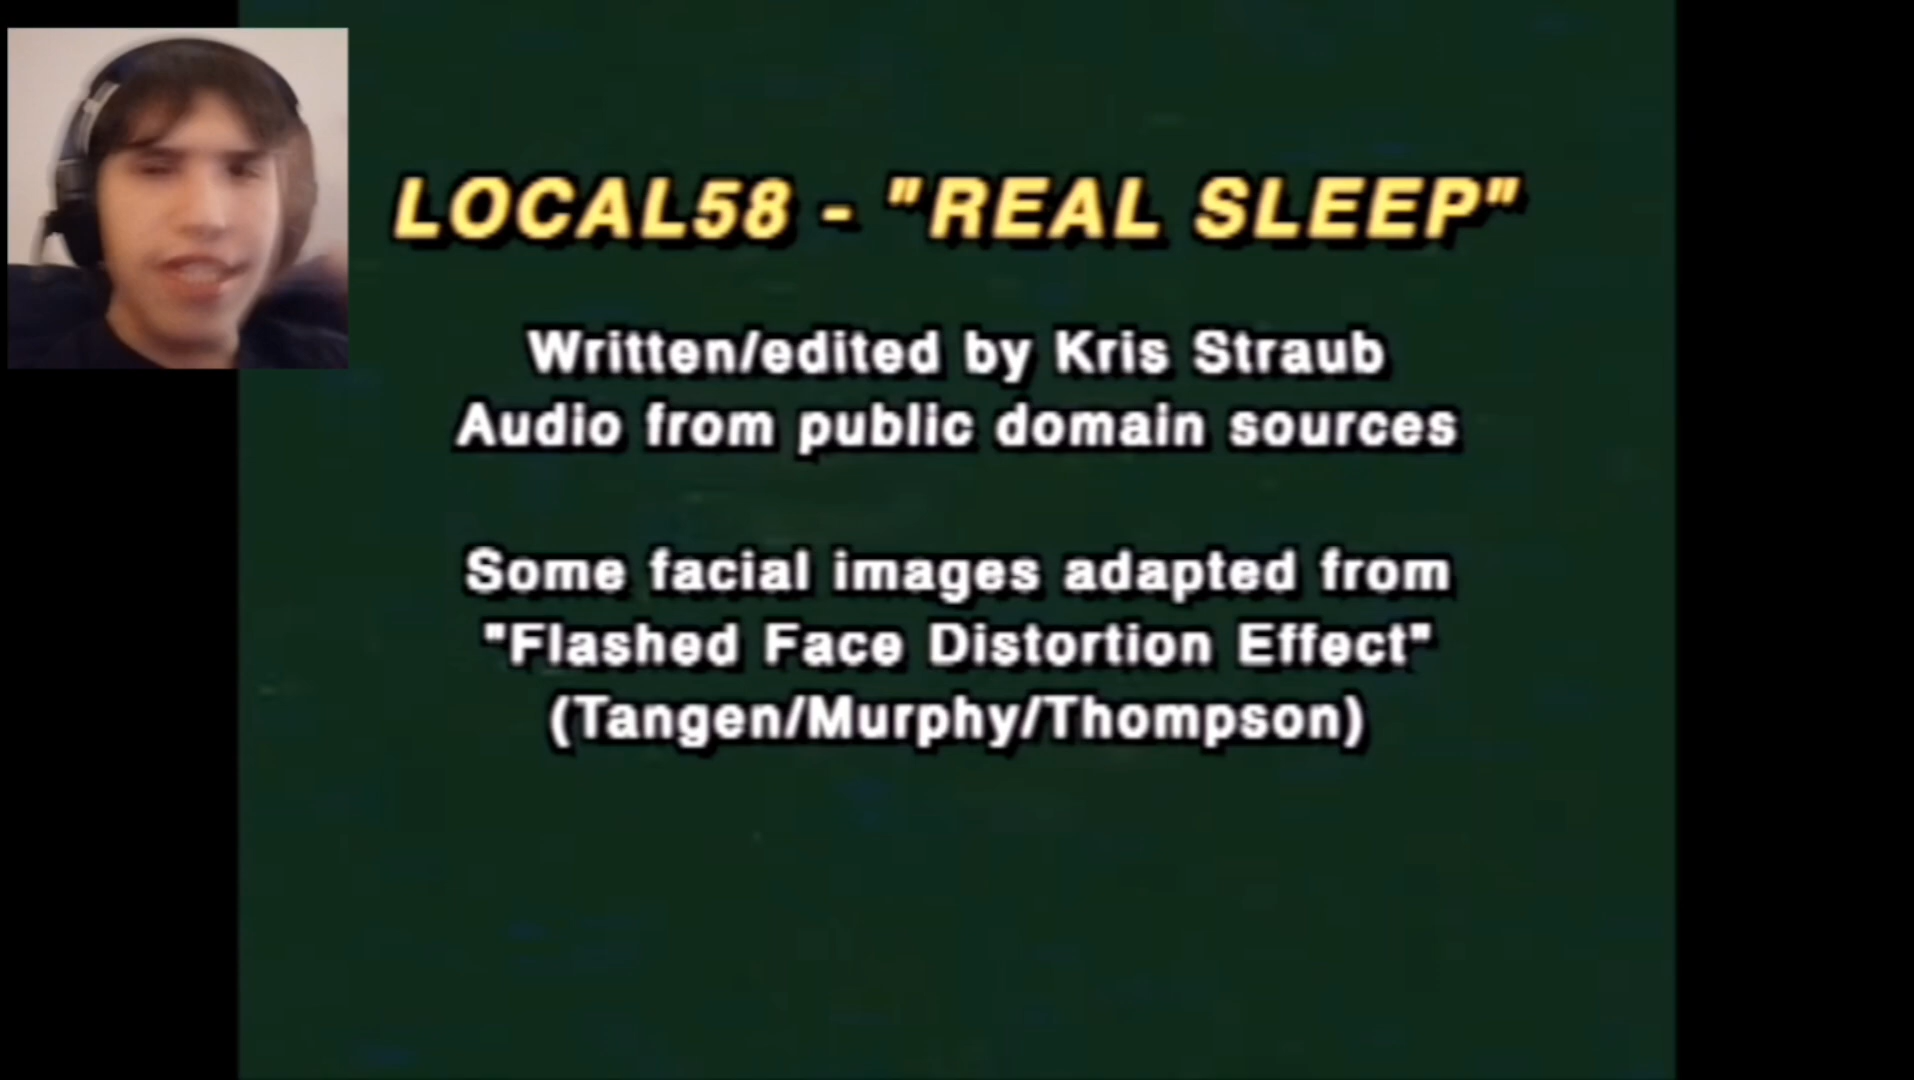 LOCAL58 - "REAL SLEEP"
Written/edited by Kris Straub
Audio from public domain sources
Some facial images adapted from
"Flashed Face Distortion Effect"
(Tangen/Murphy/Thompson)